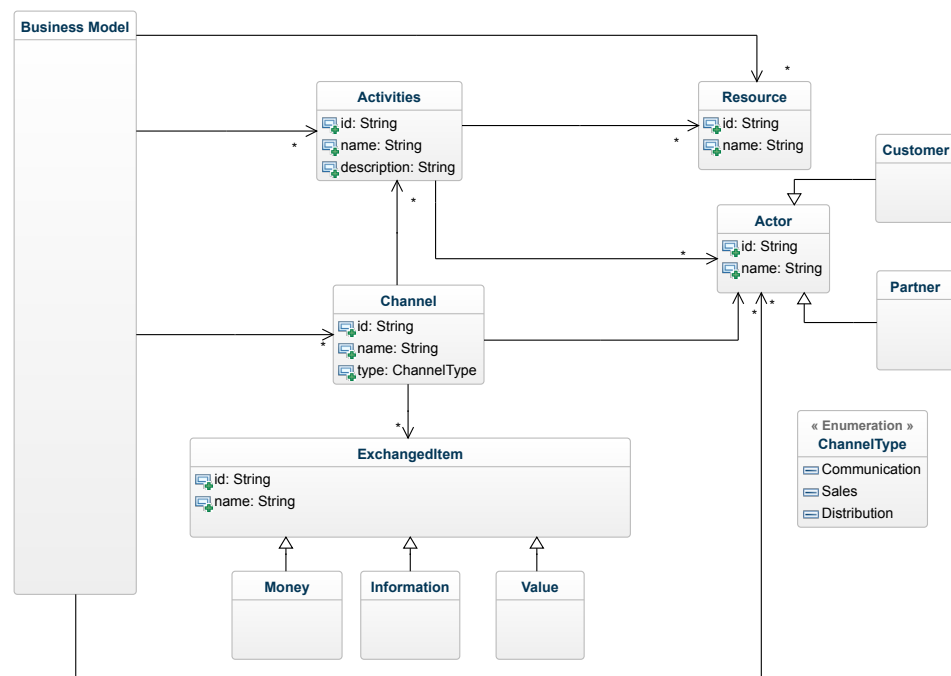 Business Model
*
Activities
id: String
name: String
description: String
*
Resource
id: String
name: String
*
Customer
*
Actor
id: String
name: String
*
Partner
*
*
Channel
id: String
name: String
type: ChannelType
*
*
ExchangedItem
id: String
name: String
« Enumeration »
ChannelType
Communication
Sales
Distribution
Money
Information
Value